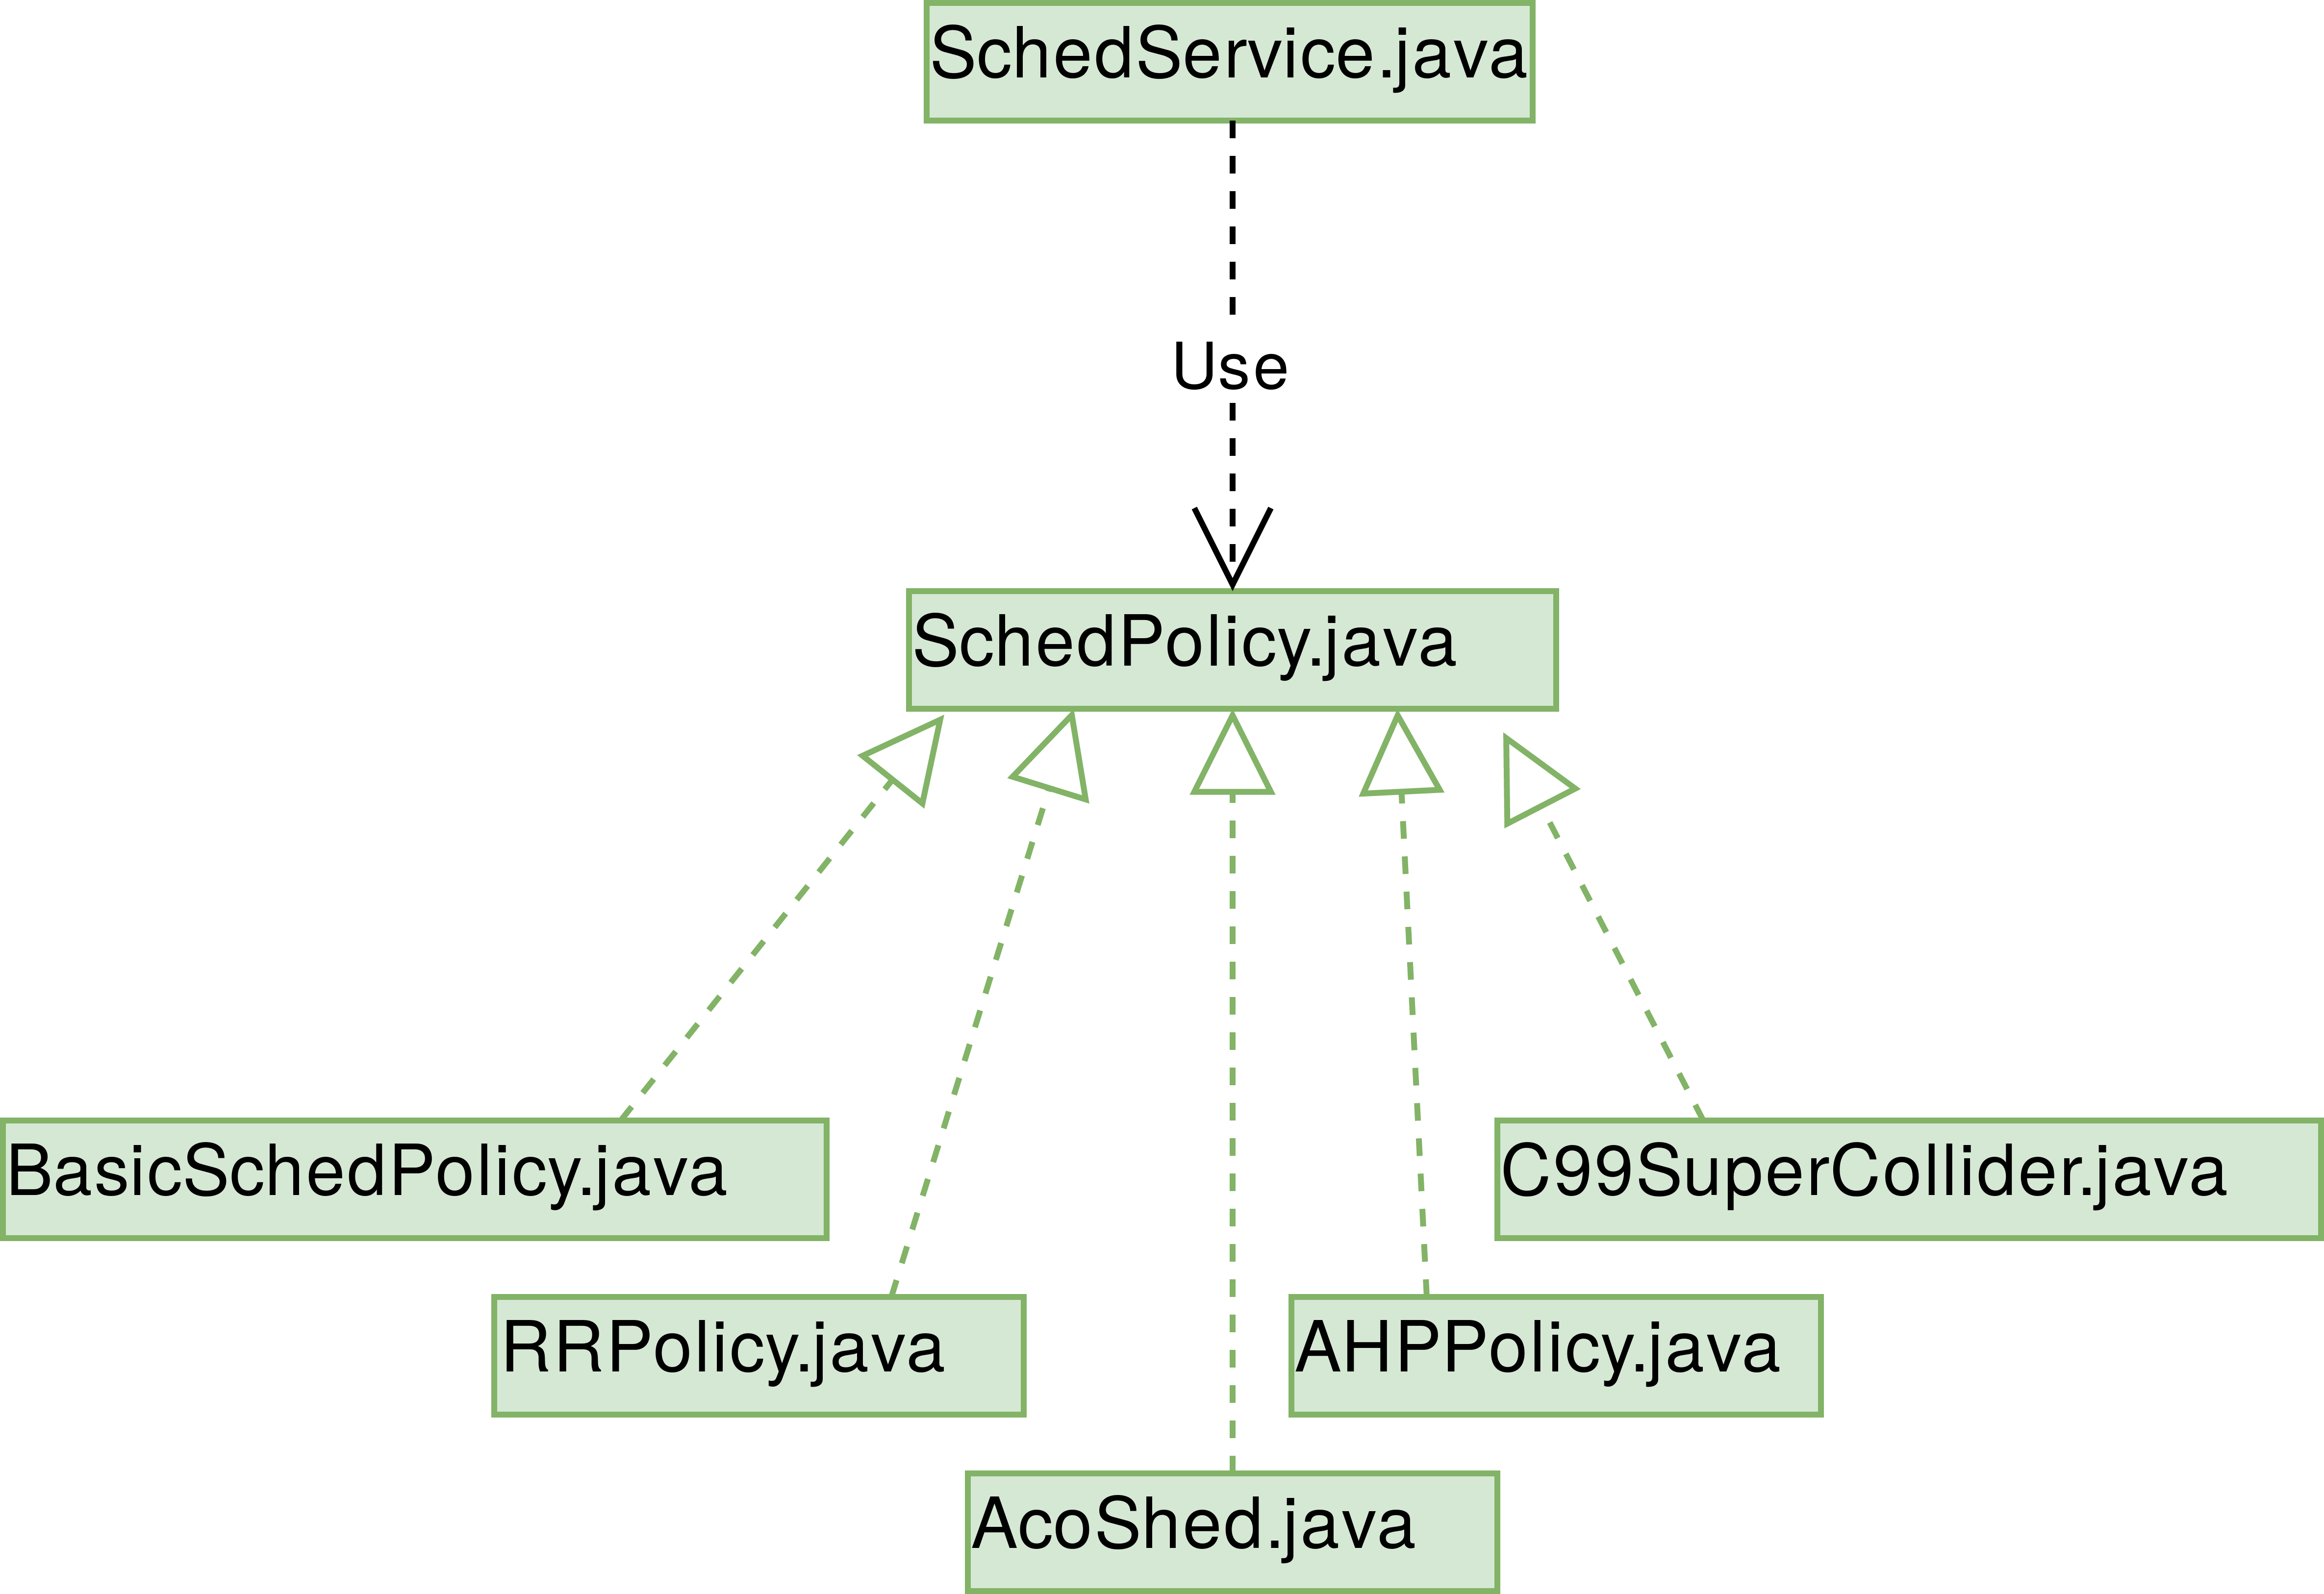 SchedService.java
Use
SchedPolicy.java
BasicSchedPolicy.java
C99SuperCollider.java
RRPolicy.java
AHPPolicy.java
AcoShed.java